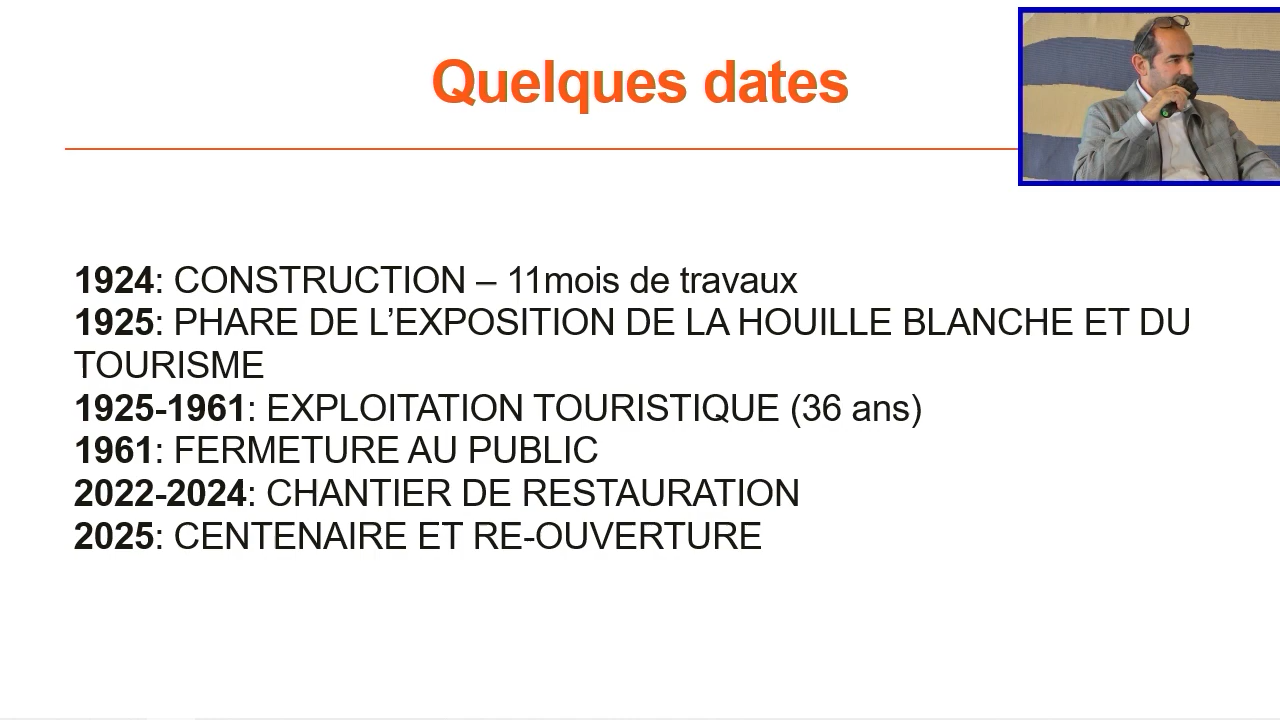 Quelques dates
1924: CONSTRUCTION – 11mois de travaux
1925: PHARE DE L’EXPOSITION DE LA HOUILLE BLANCHE ET DU
TOURISME
1925-1961: EXPLOITATION TOURISTIQUE (36 ans)
1961: FERMETURE AU PUBLIC
2022-2024: CHANTIER DE RESTAURATION
2025: CENTENAIRE ET RE-OUVERTURE